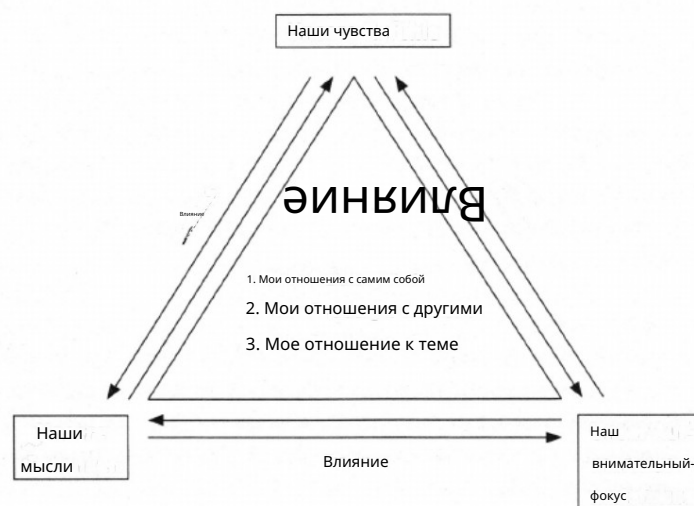 Наши чувства
Влияние
Влияние
1. Мои отношения с самим собой
2. Мои отношения с другими
3. Мое отношение к теме
Наши
мысли
Влияние
Наш
внимательный-
фокус